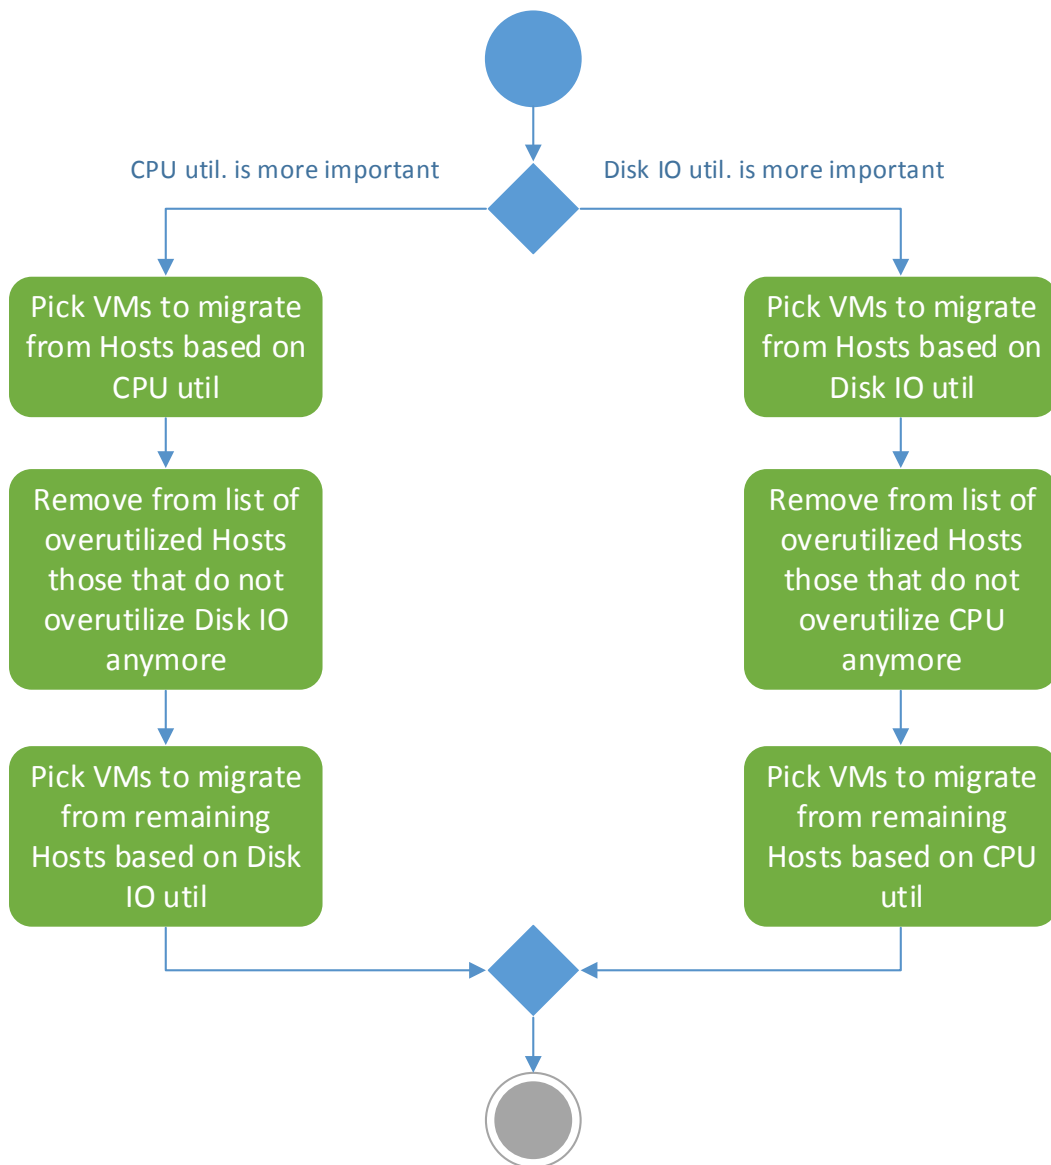 CPU util. is more important
Disk IO util. is more important
Pick VMs to migrate
from Hosts based on
CPU util
Remove from list of
overutilized Hosts
those that do not
overutilize Disk IO
anymore
Pick VMs to migrate
from remaining
Hosts based on Disk
IO util
Pick VMs to migrate
from Hosts based on
Disk IO util
Remove from list of
overutilized Hosts
those that do not
overutilize CPU
anymore
Pick VMs to migrate
from remaining
Hosts based on CPU
util